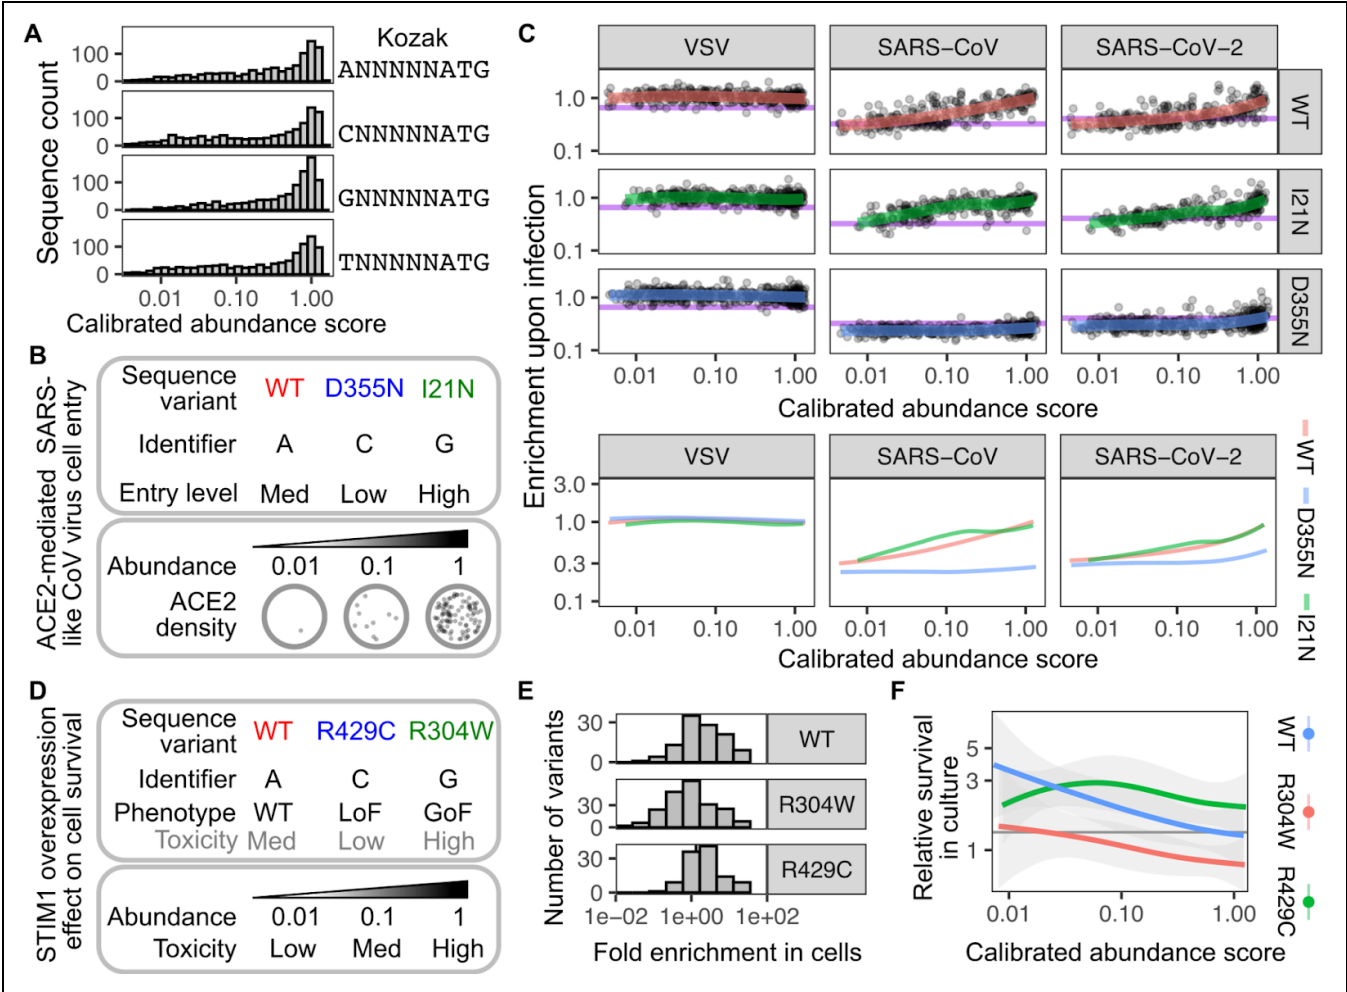 A
Sequence count
Kozak
100
0
ANNNNNATG
100
0
CNNNNNATG
100
0
GNNNNNATG
100
0
TNNNNNATG
0.01 0.10 1.00
Calibrated abundance score
B
ACE2-mediated SARS-
like CoV virus cell entry
Sequence
variant
WT D355N I21N
Identifier A C G
Entry level Med Low High
Abundance 0.01 0.1 1
ACE2
density
C
Enrichment upon infection
VSV SARS−CoV SARS−CoV−2
1.0
0.1
WT
1.0
0.1
I21N
1.0
0.1
D355N
0.01 0.10 1.00 0.01 0.10 1.00 0.01 0.10 1.00
Calibrated abundance score
VSV SARS−CoV SARS−CoV−2
3.0
1.0
0.3
0.1
0.01 0.10 1.00 0.01 0.10 1.00 0.01 0.10 1.00
Calibrated abundance score
WT
D355N
I21N
D
STIM1 overexpression
effect on cell survival
Sequence
variant
WT R429C R304W
Identifier A C G
Phenotype WT LoF GoF
Toxicity Med Low High
Abundance 0.01 0.1 1
Toxicity Low Med High
E
Number of variants
30
0
WT
30
0
R304W
30
0
R429C
1e−02 1e+00 1e+02
Fold enrichment in cells
F
Relative survival
in culture
5
3
1
0.01 0.10 1.00
Calibrated abundance score
WT
R304W
R429C